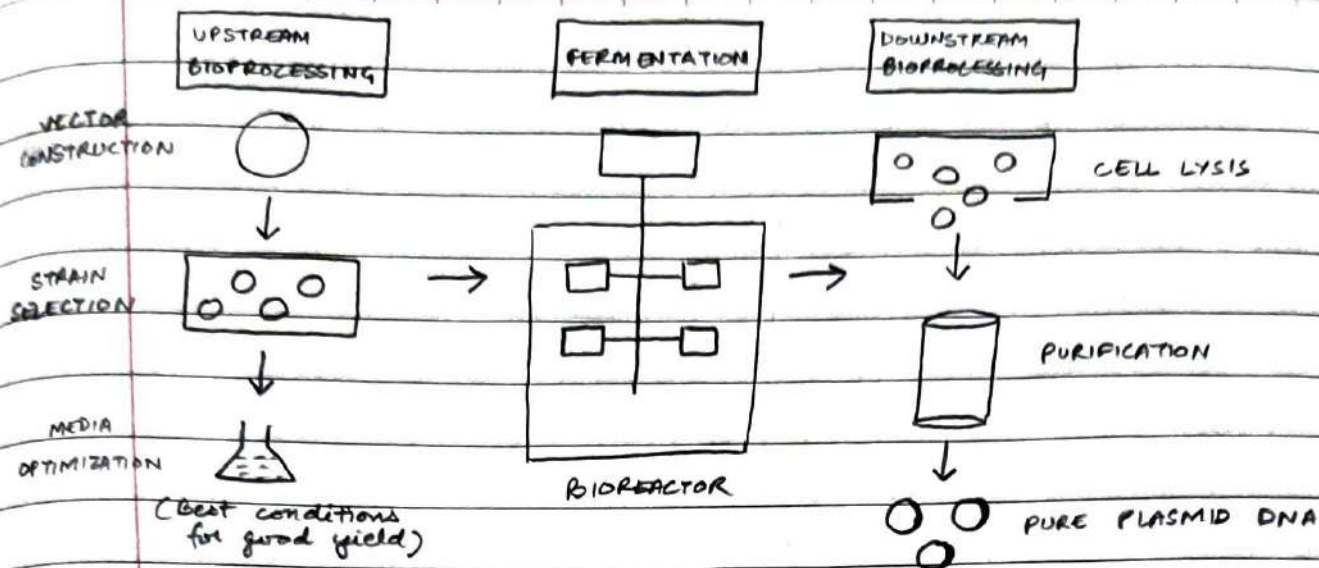 UPSTREAM
BIOPROCESSING
FERMENTATION
DOWNSTREAM
BIOPROCESSING
VECTOR
CONSTRUCTION
CELL LYSIS
STRAIN
SELECTION
PURIFICATION
MEDIA
OPTIMIZATION
BIOREACTOR
(Best conditions
for good yield)
PURE PLASMID DNA